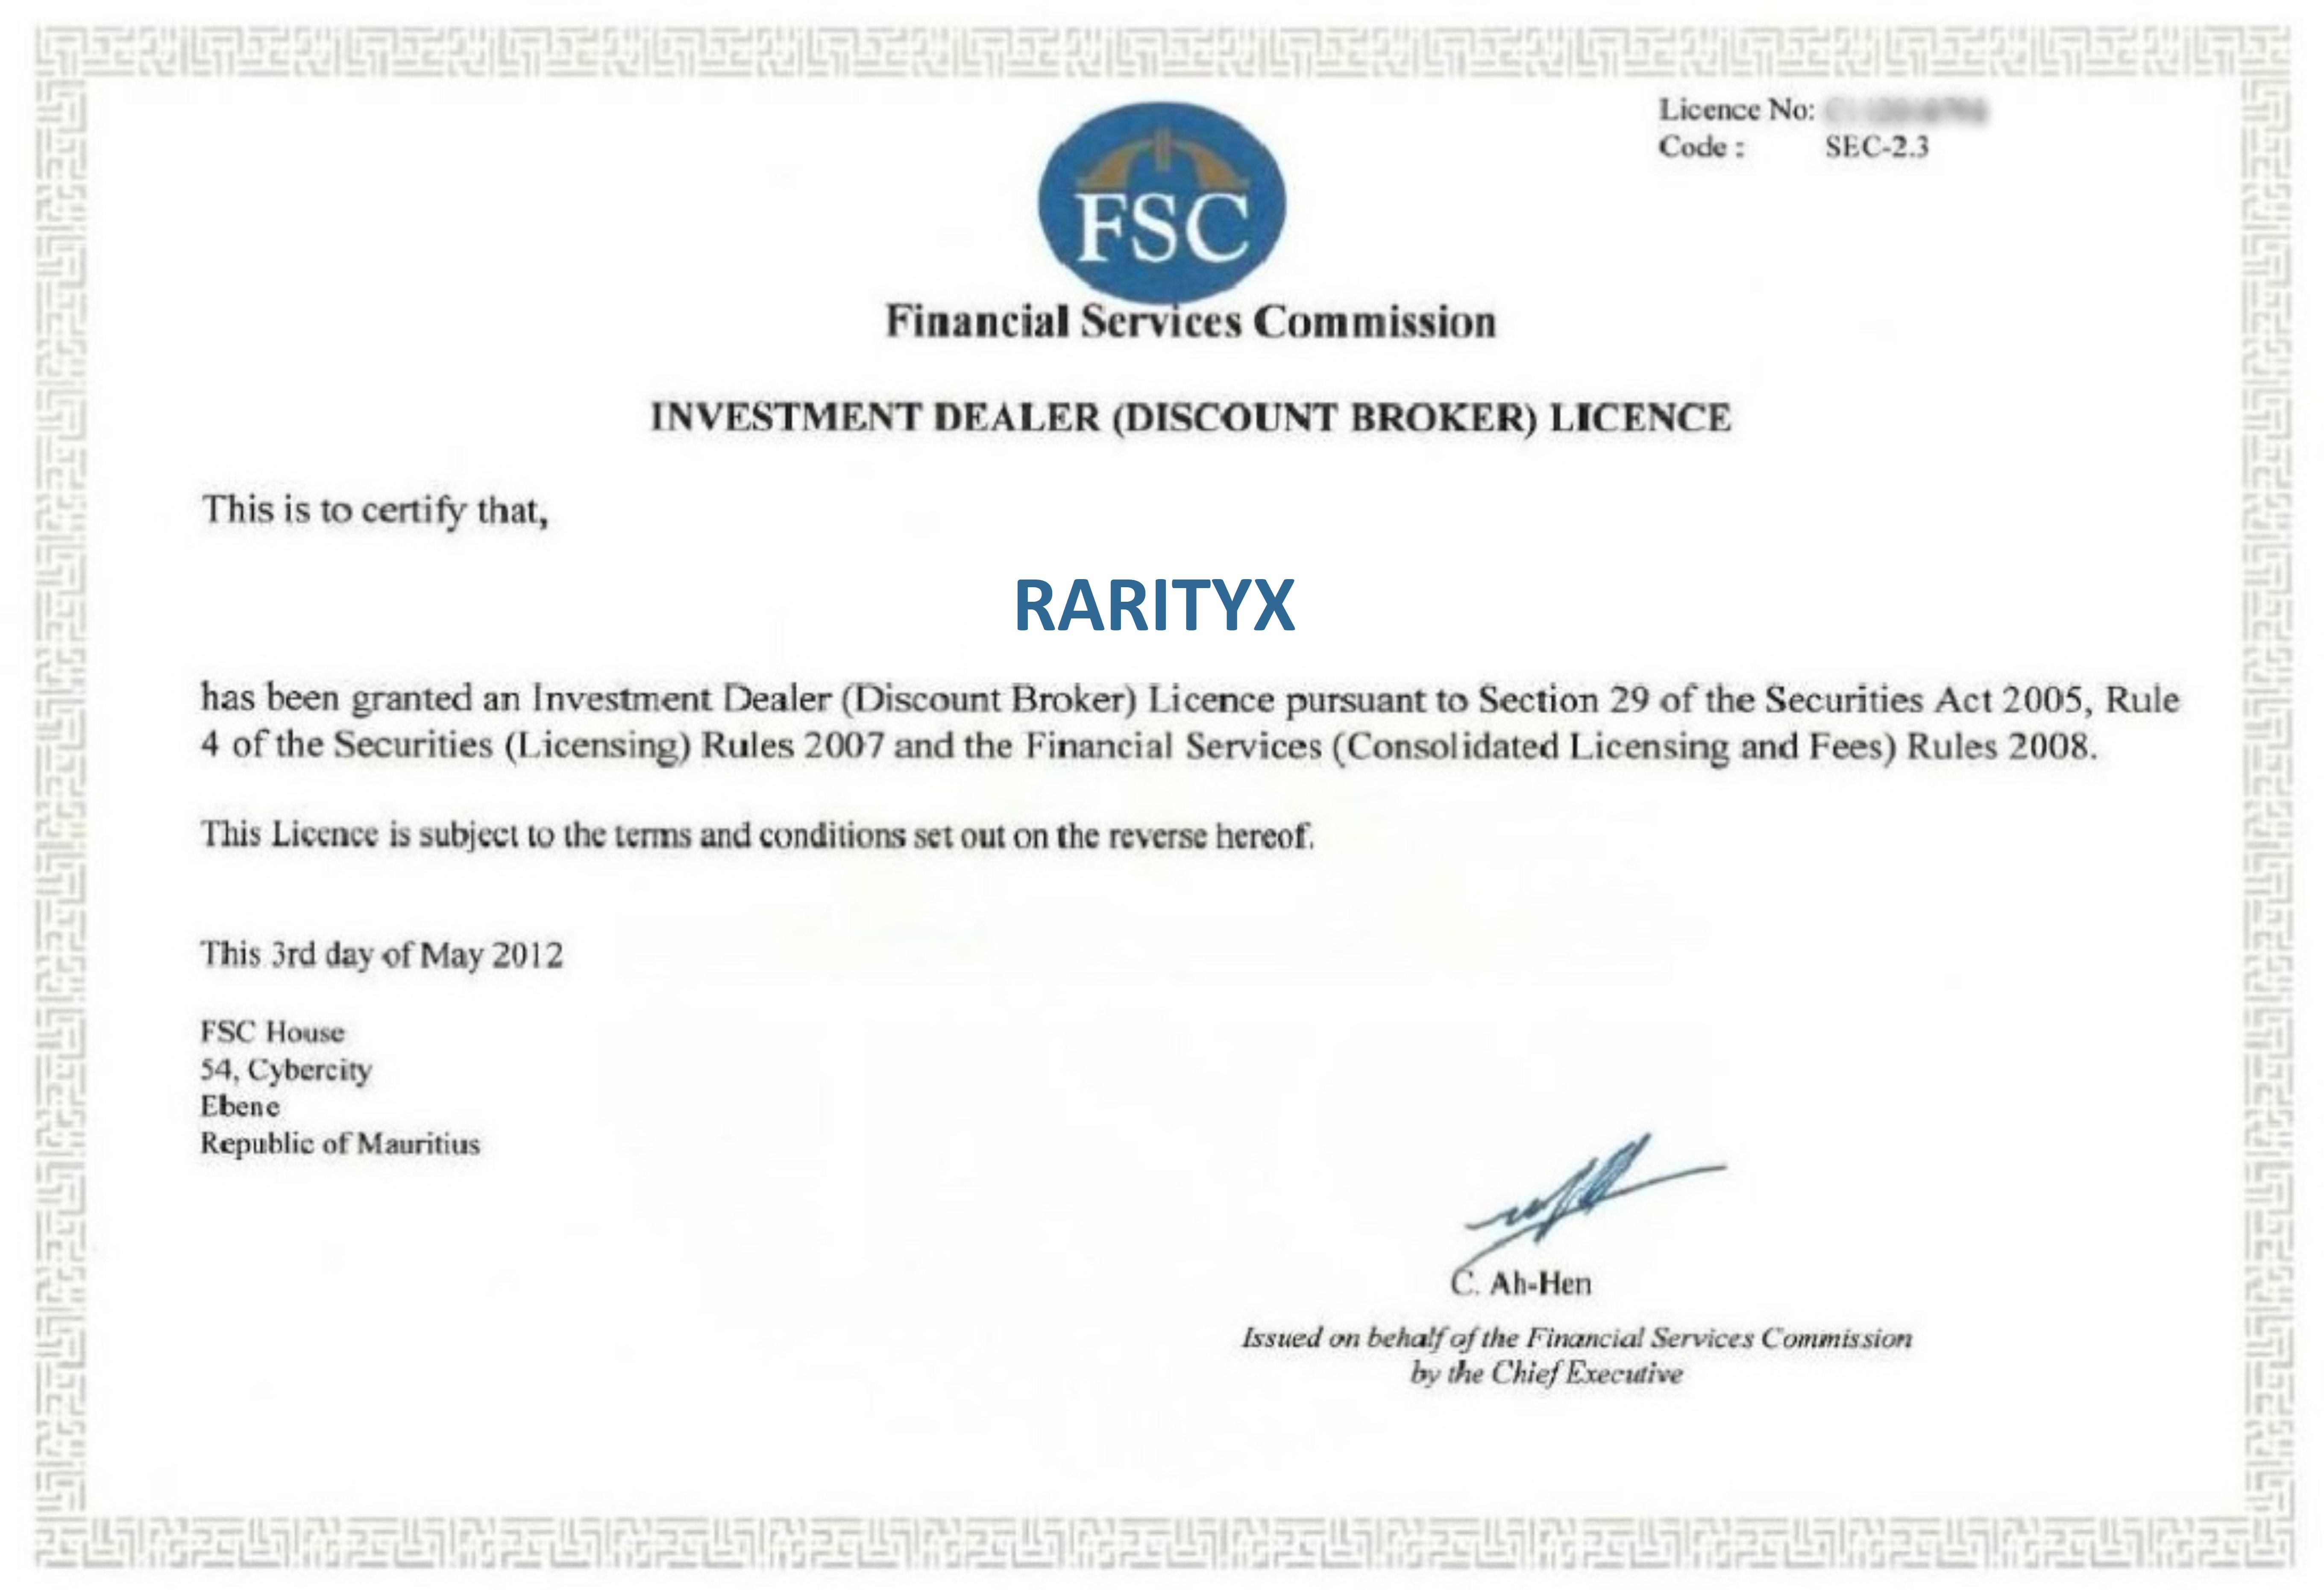 Licence No:
Code : SEC-2.3
FSC
Financial Services Commission
INVESTMENT DEALER (DISCOUNT BROKER) LICENCE
This is to certify that,
RARITYX
has been granted an Investment Dealer (Discount Broker) Licence pursuant to Section 29 of the Securities Act 2005, Rule
4 of the Securities (Licensing) Rules 2007 and the Financial Services (Consolidated Licensing and Fees) Rules 2008.
This Licence is subject to the terms and conditions set out on the reverse hereof.
This 3rd day of May 2012
FSC House
54, Cybercity
Ebene
Republic of Mauritius
C. Ah-Hen
Issued on behalf of the Financial Services Commission
by the Chief Executive